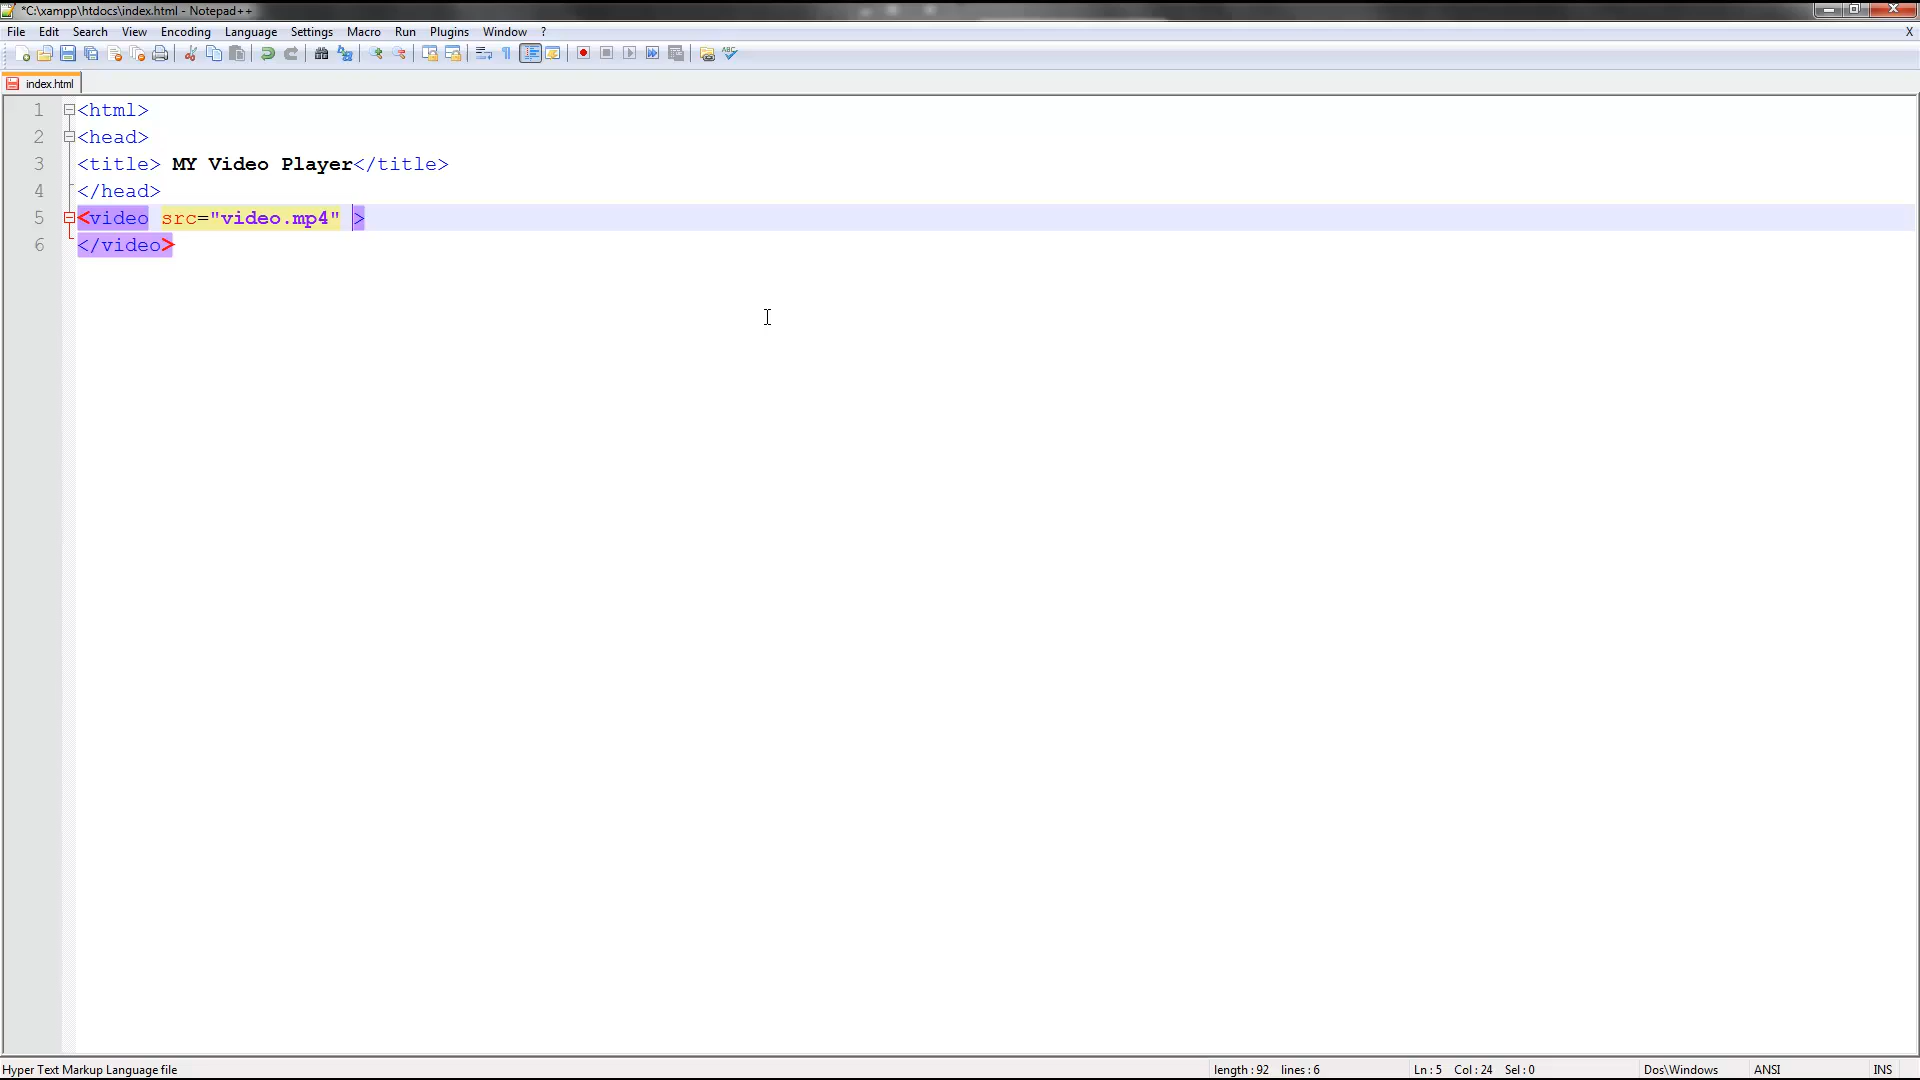 *C:\xampp\htdocs\index.html - Notepad++
File Edit Search View Encoding Language Settings Macro Run Plugins Window ? X
index.html
1 <html>
2 <head>
3 <title> MY Video Player</title>
4 </head>
5 <video src="video.mp4" >
6 </video>
Hyper Text Markup Language file length : 92 lines : 6 Ln : 5 Col : 24 Sel : 0 Dos\Windows ANSI INS